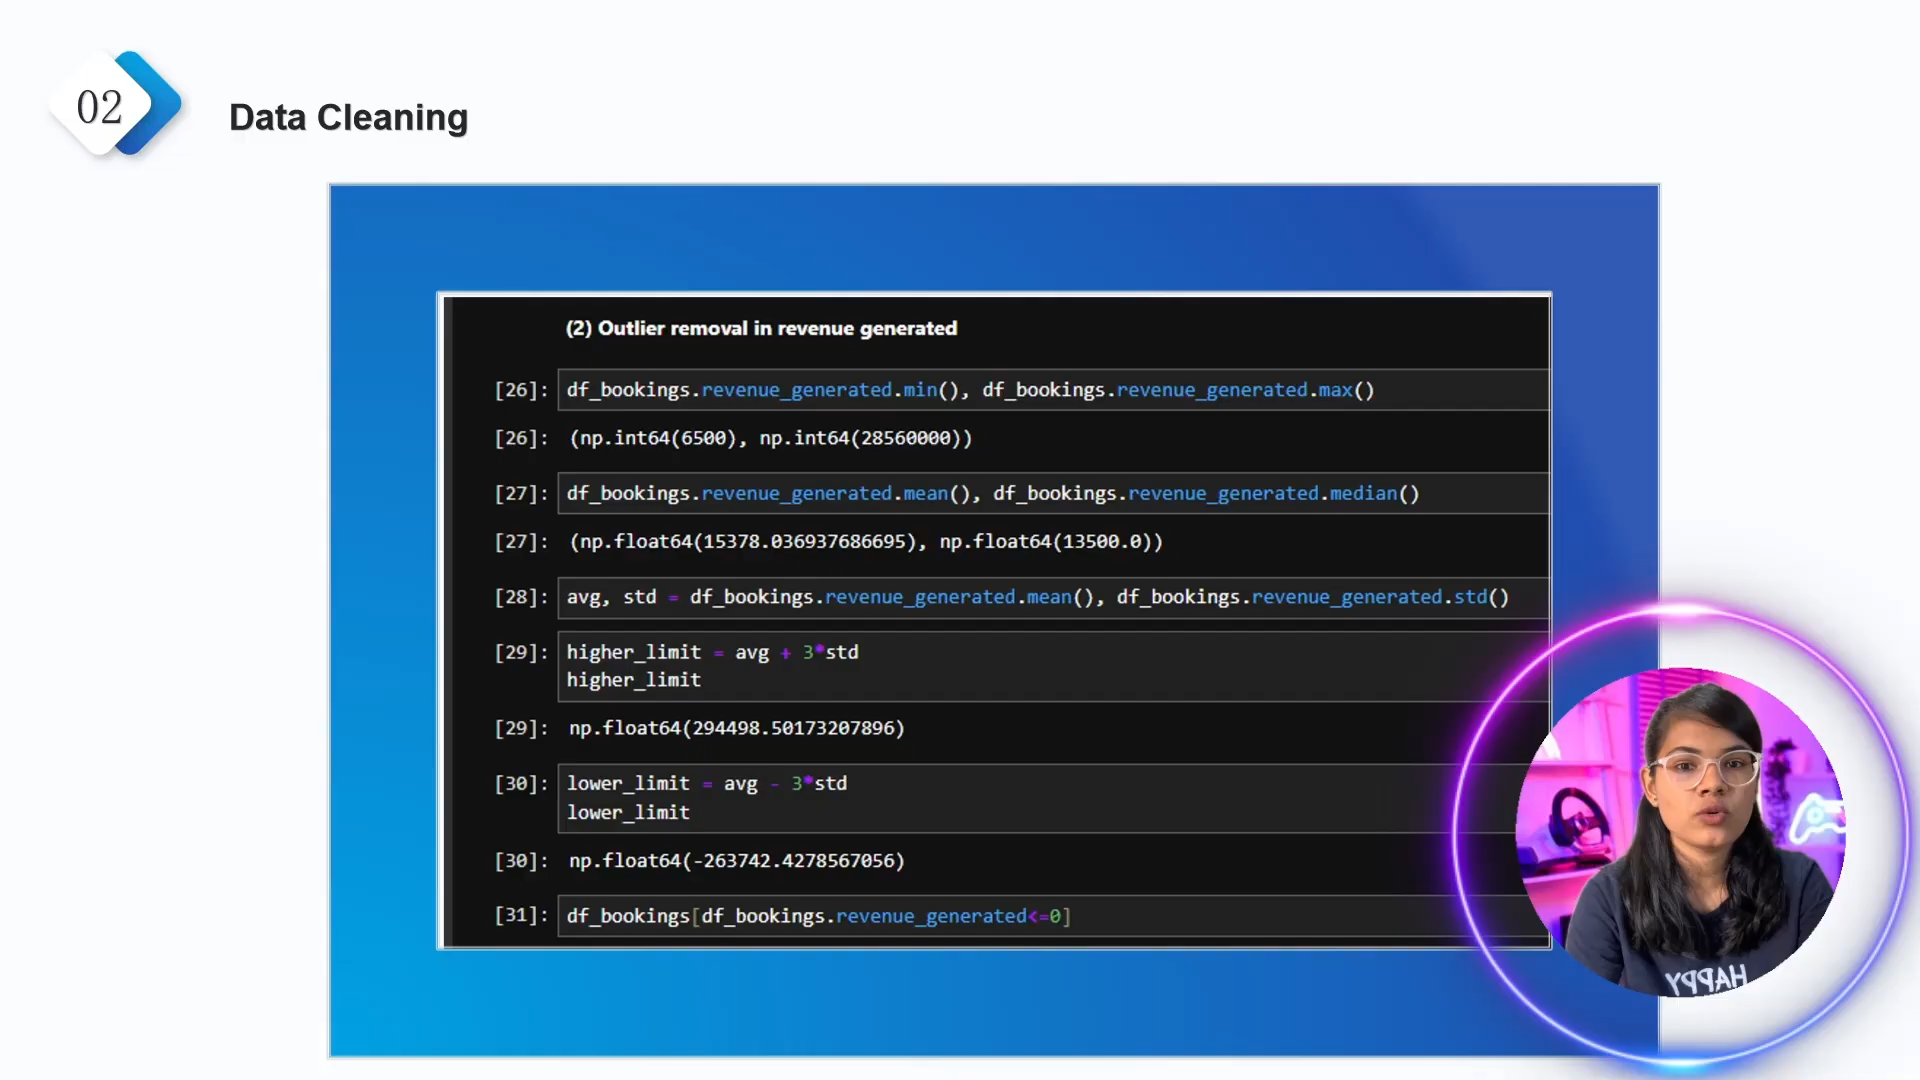 02
Data Cleaning
(2) Outlier removal in revenue generated
[26]: df_bookings.revenue_generated.min(), df_bookings.revenue_generated.max()
[26]: (np.int64(6500), np.int64(28560000))
[27]: df_bookings.revenue_generated.mean(), df_bookings.revenue_generated.median()
[27]: (np.float64(15378.036937686695), np.float64(13500.0))
[28]: avg, std = df_bookings.revenue_generated.mean(), df_bookings.revenue_generated.std()
[29]: higher_limit = avg + 3*std
higher_limit
[29]: np.float64(294498.50173207896)
[30]: lower_limit = avg - 3*std
lower_limit
[30]: np.float64(-263742.4278567056)
[31]: df_bookings[df_bookings.revenue_generated<=0]
HAPPY